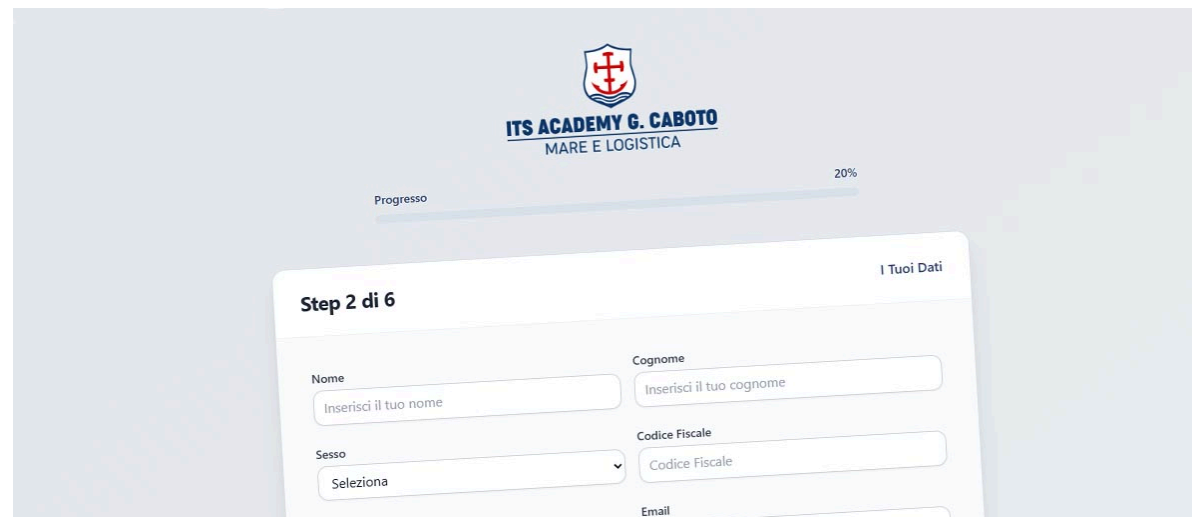 ITS ACADEMY G. CABOTO
MARE E LOGISTICA
Progresso
20%
Step 2 di 6
I Tuoi Dati
Nome
Cognome
Inserisci il tuo nome
Inserisci il tuo cognome
Sesso
Codice Fiscale
Seleziona
Codice Fiscale
Email